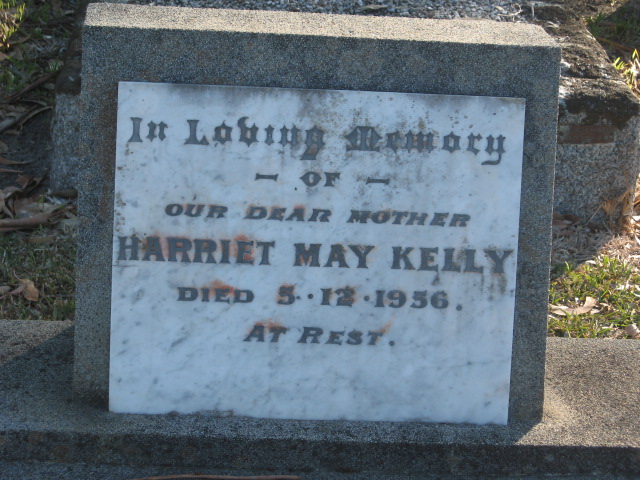 In Loving Memory
– OF –
OUR DEAR MOTHER
HARRIET MAY KELLY
DIED 5·12·1956.
AT REST.